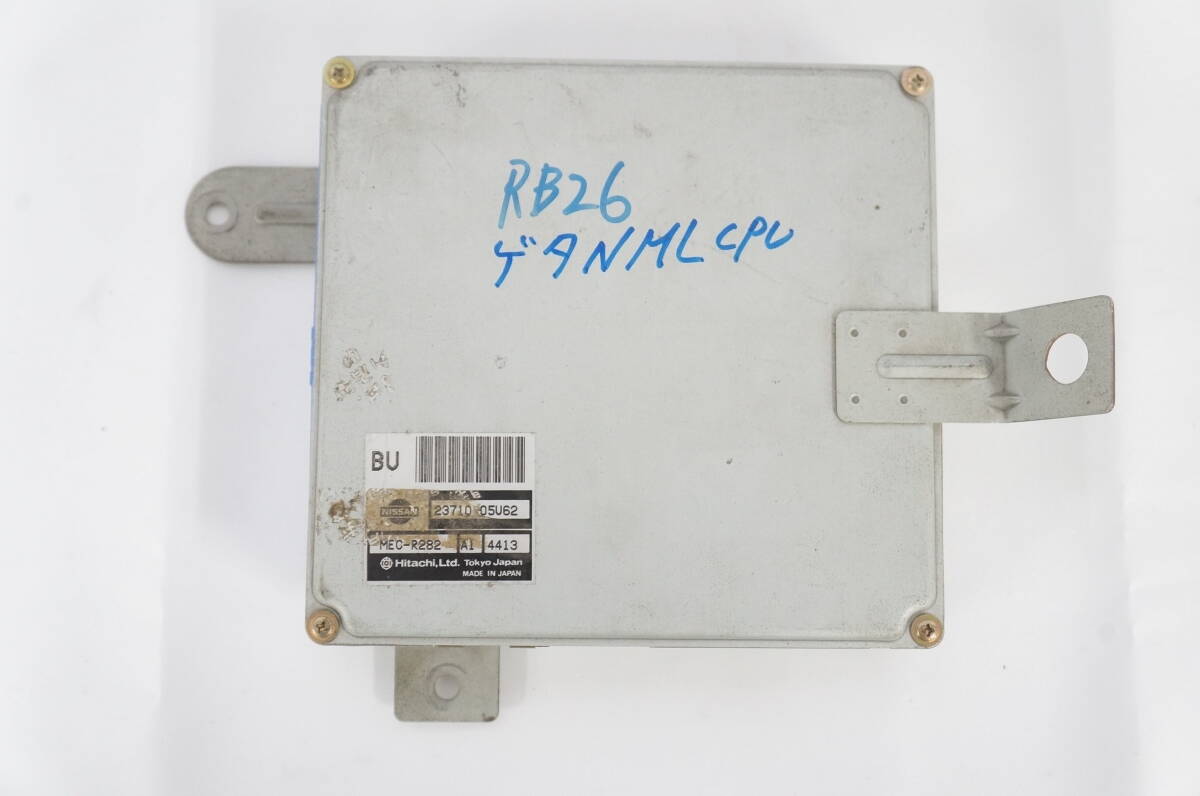 RB26
ゲタNML CPU
BU
NISSAN 23710 05U62
MEC-R282 A1 4413
Hitachi, Ltd. Tokyo Japan
MADE IN JAPAN